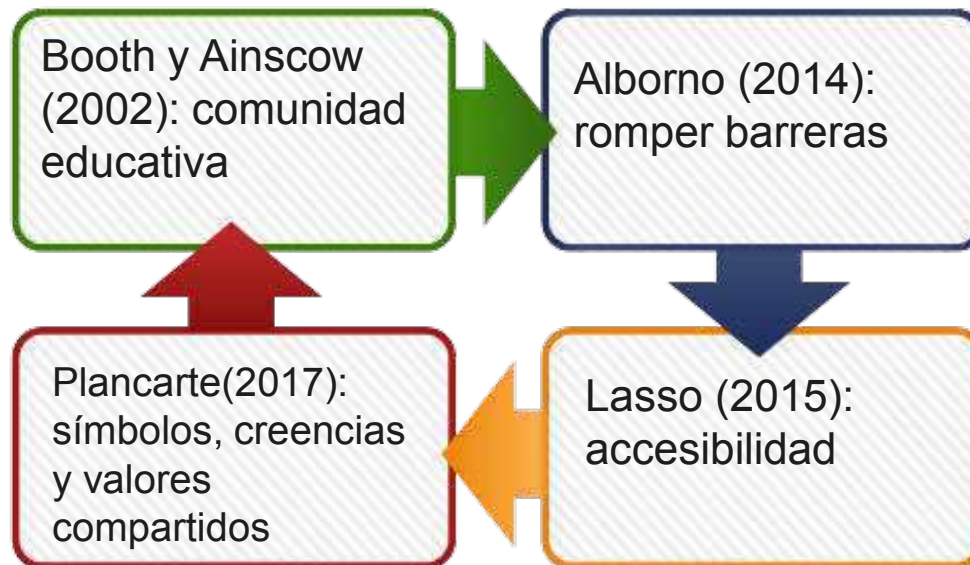 Booth y Ainscow
(2002): comunidad
educativa
Alborno (2014):
romper barreras
Lasso (2015):
accesibilidad
Plancarte(2017):
símbolos, creencias
y valores
compartidos